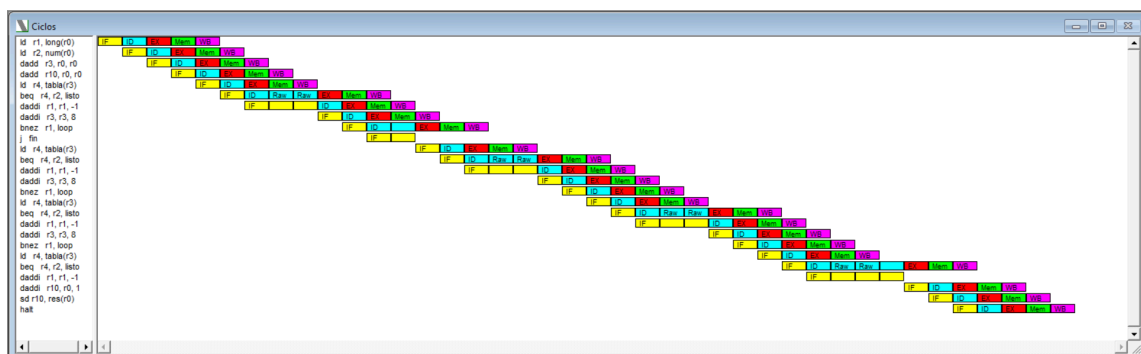 Ciclos
ld r1, long(r0) IF ID EX Mem WB
ld r2, num(r0) IF ID EX Mem WB
dadd r3, r0, r0 IF ID EX Mem WB
dadd r10, r0, r0 IF ID EX Mem WB
ld r4, tabla(r3) IF ID EX Mem WB
beq r4, r2, listo IF ID Raw Raw EX Mem WB
daddi r1, r1, -1 IF ID EX Mem WB
daddi r3, r3, 8 IF ID EX Mem WB
bnez r1, loop IF ID EX Mem WB
j fin IF
ld r4, tabla(r3) IF ID EX Mem WB
beq r4, r2, listo IF ID Raw Raw EX Mem WB
daddi r1, r1, -1 IF ID EX Mem WB
daddi r3, r3, 8 IF ID EX Mem WB
bnez r1, loop IF ID EX Mem WB
ld r4, tabla(r3) IF ID EX Mem WB
beq r4, r2, listo IF ID Raw Raw EX Mem WB
daddi r1, r1, -1 IF ID EX Mem WB
daddi r3, r3, 8 IF ID EX Mem WB
bnez r1, loop IF ID EX Mem WB
ld r4, tabla(r3) IF ID EX Mem WB
beq r4, r2, listo IF ID Raw Raw EX Mem WB
daddi r1, r1, -1 IF
daddi r10, r0, 1 IF ID EX Mem WB
sd r10, res(r0) IF ID EX Mem WB
halt IF ID EX Mem WB